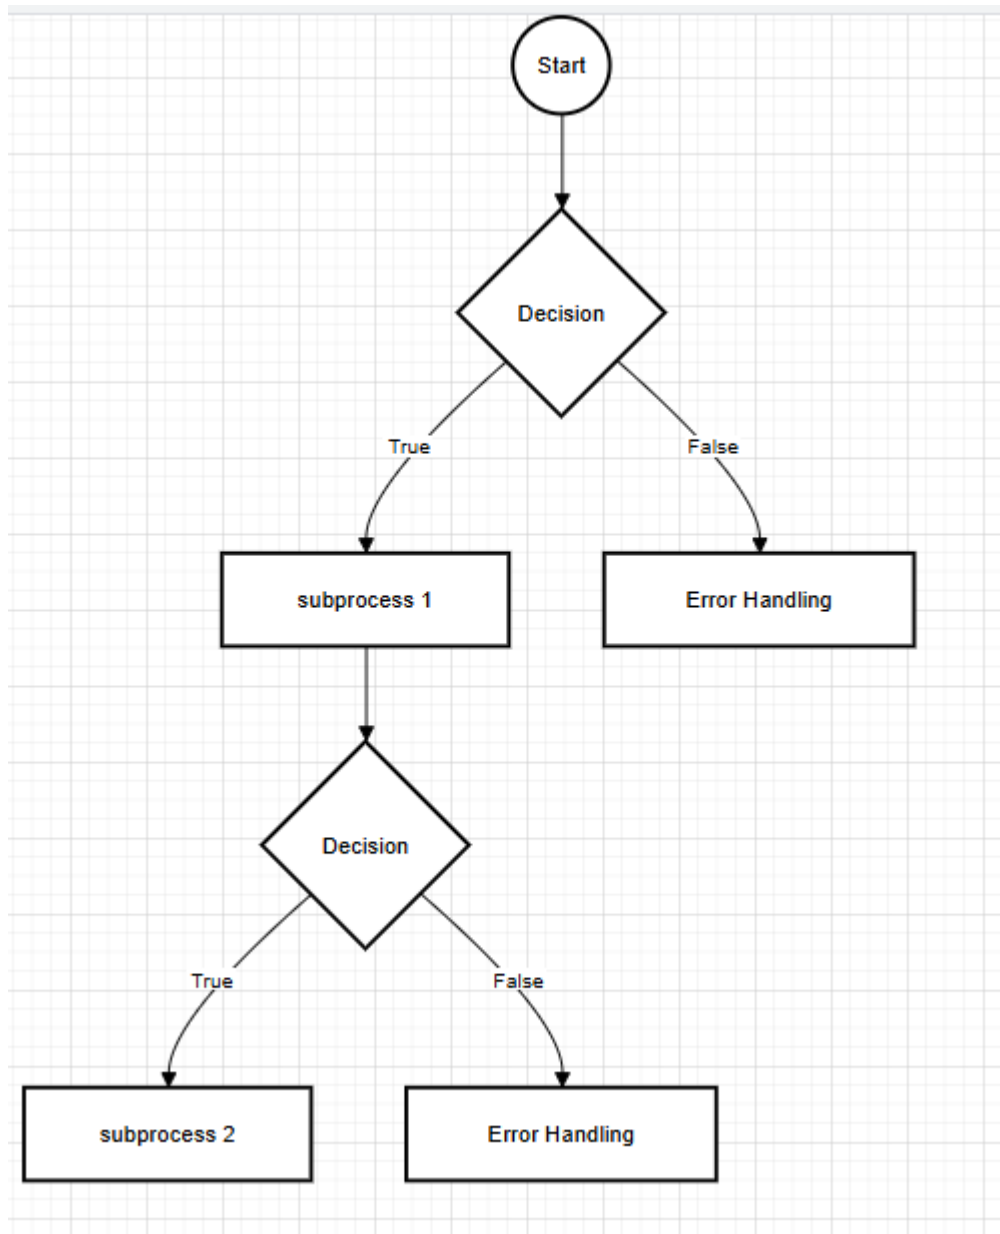 Start
Decision
True
False
subprocess 1
Error Handling
Decision
True
False
subprocess 2
Error Handling